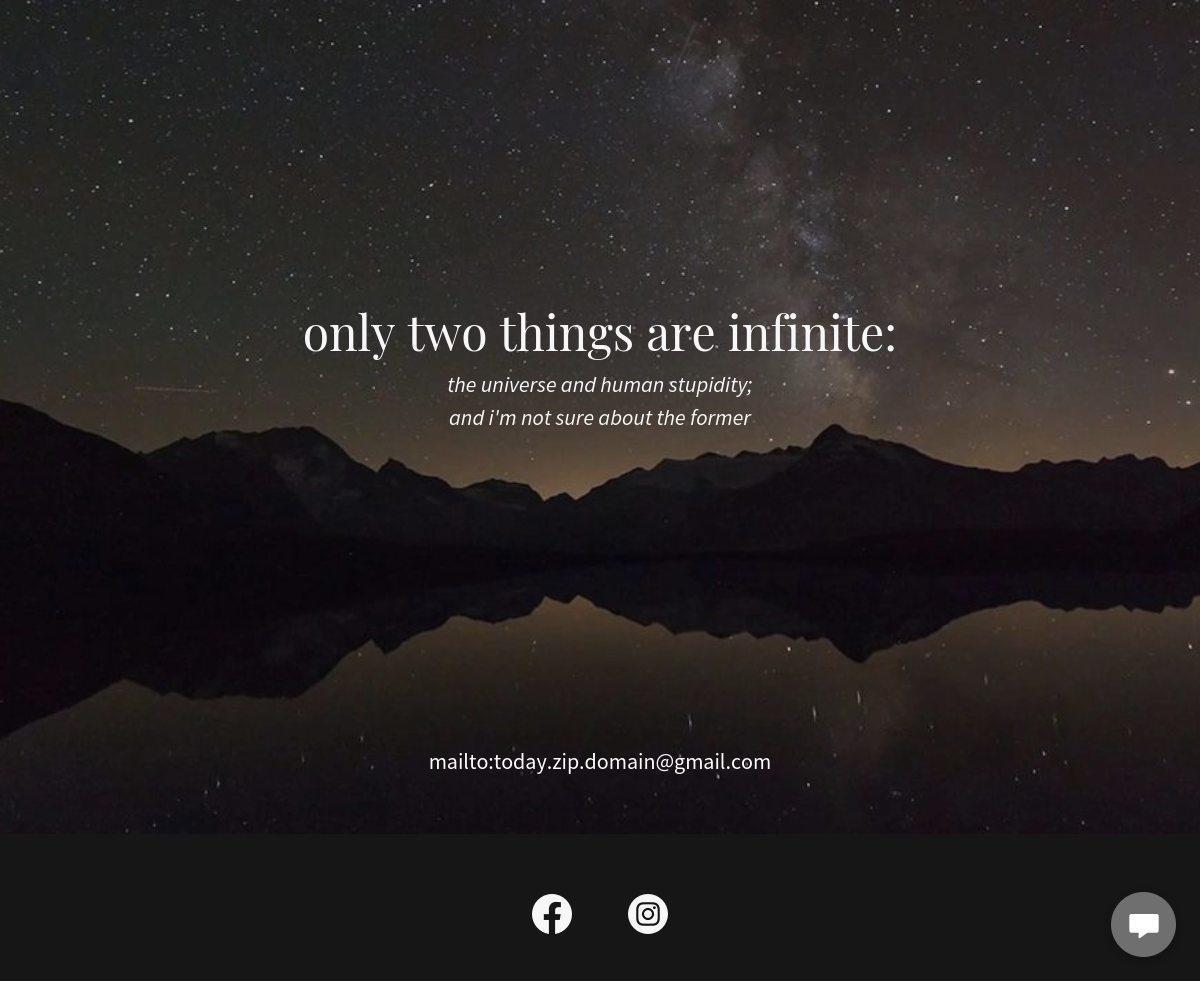 only two things are infinite:
the universe and human stupidity;
and i'm not sure about the former
mailto:today.zip.domain@gmail.com